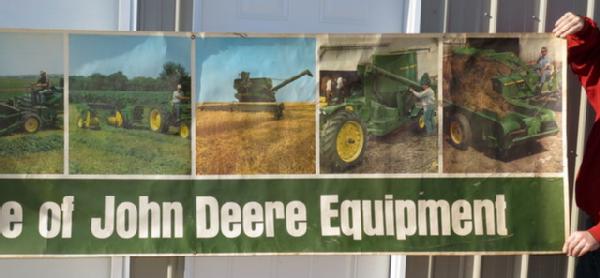 e of John Deere Equipment